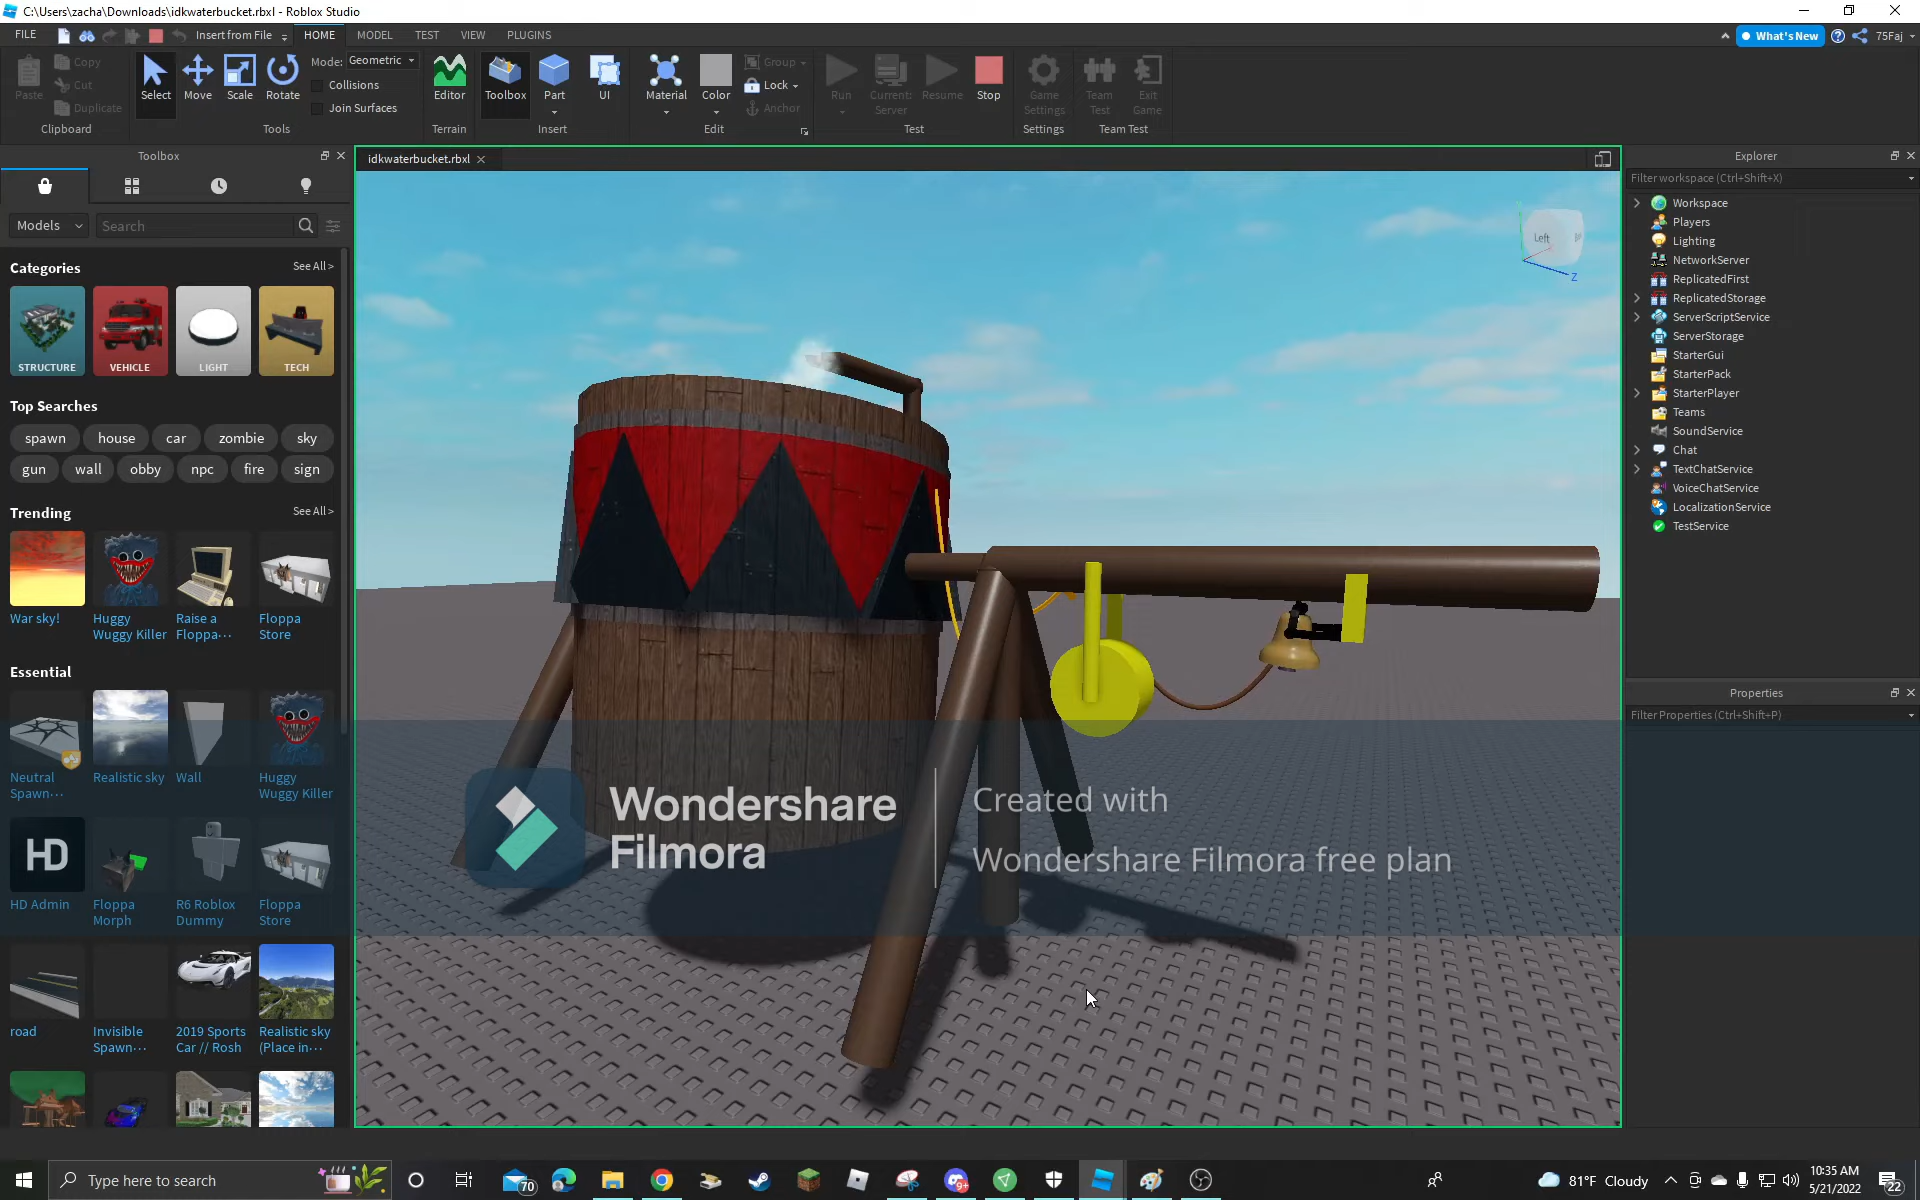 C:\Users\zacha\Downloads\idkwaterbucket.rbxl - Roblox Studio
FILE
Insert from File
HOME
MODEL
TEST
VIEW
PLUGINS
What's New
75Faj
Paste
Copy
Cut
Duplicate
Clipboard
Select
Move
Scale
Rotate
Mode: Geometric
Collisions
Join Surfaces
Tools
Editor
Terrain
Toolbox
Part
UI
Insert
Material
Color
Group
Lock
Anchor
Edit
Run
Current:
Server
Resume
Stop
Test
Game
Settings
Settings
Team
Test
Exit
Game
Team Test
Toolbox
Models
Search
Categories
See All >
STRUCTURE
VEHICLE
LIGHT
TECH
Top Searches
spawn
house
car
zombie
sky
gun
wall
obby
npc
fire
sign
Trending
See All >
War sky!
Huggy
Wuggy Killer
Raise a
Floppa...
Floppa
Store
Essential
Neutral
Spawn...
Realistic sky
Wall
Huggy
Wuggy Killer
HD
HD Admin
Floppa
Morph
R6 Roblox
Dummy
Floppa
Store
road
Invisible
Spawn...
2019 Sports
Car // Rosh
Realistic sky
(Place in...
idkwaterbucket.rbxl
Left
Z
Wondershare
Filmora
Created with
Wondershare Filmora free plan
Explorer
Filter workspace (Ctrl+Shift+X)
Workspace
Players
Lighting
NetworkServer
ReplicatedFirst
ReplicatedStorage
ServerScriptService
ServerStorage
StarterGui
StarterPack
StarterPlayer
Teams
SoundService
Chat
TextChatService
VoiceChatService
LocalizationService
TestService
Properties
Filter Properties (Ctrl+Shift+P)
Type here to search
70
9+
81°F Cloudy
10:35 AM
5/21/2022
22